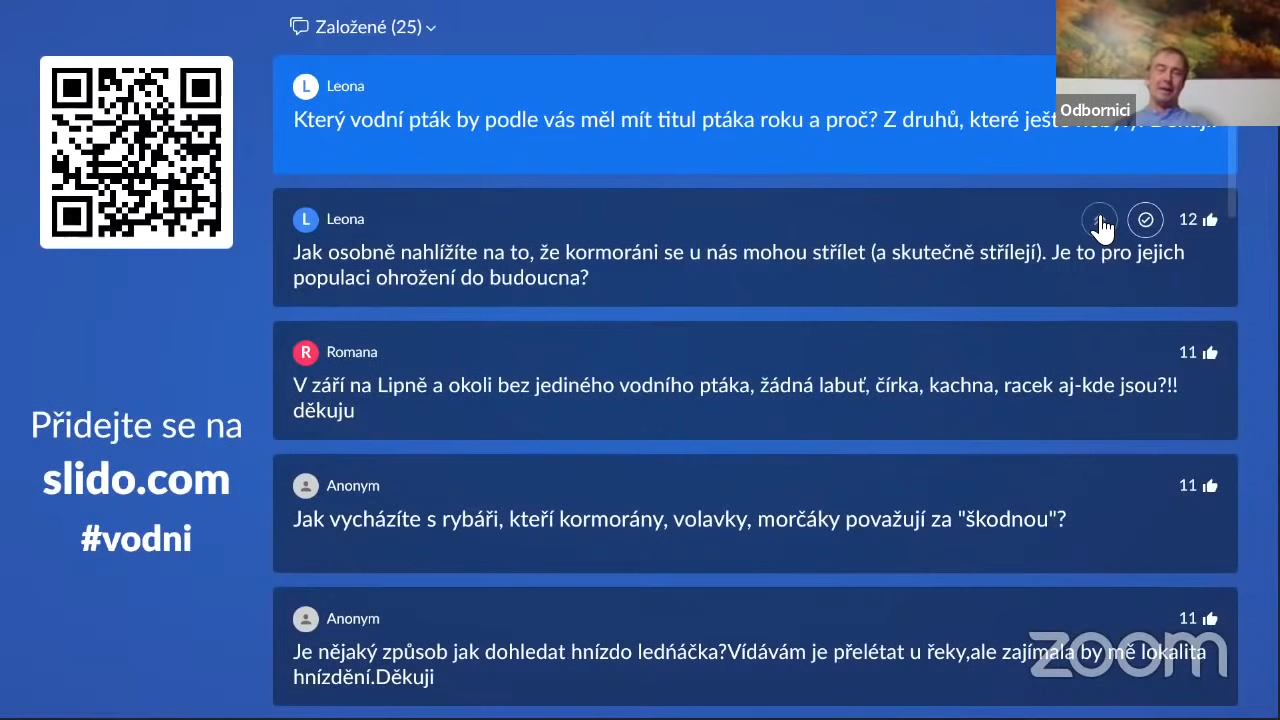 Založené (25)
L Leona
Který vodní pták by podle vás měl mít titul ptáka roku a proč? Z druhů, které ještě
Odbornici
L Leona
12
Jak osobně nahlížíte na to, že kormoráni se u nás mohou střílet (a skutečně střílejí). Je to pro jejich
populaci ohrožení do budoucna?
R Romana
11
V září na Lipně a okoli bez jediného vodního ptáka, žádná labuť, čírka, kachna, racek aj-kde jsou?!!
děkuju
Přidejte se na
slido.com
#vodni
Anonym
11
Jak vycházíte s rybáři, kteří kormorány, volavky, morčáky považují za "škodnou"?
Anonym
11
Je nějaký způsob jak dohledat hnízdo ledńáčka?Vídávám je přelétat u řeky,ale zajímala by mě lokalita
hnízdění.Děkuji
zoom